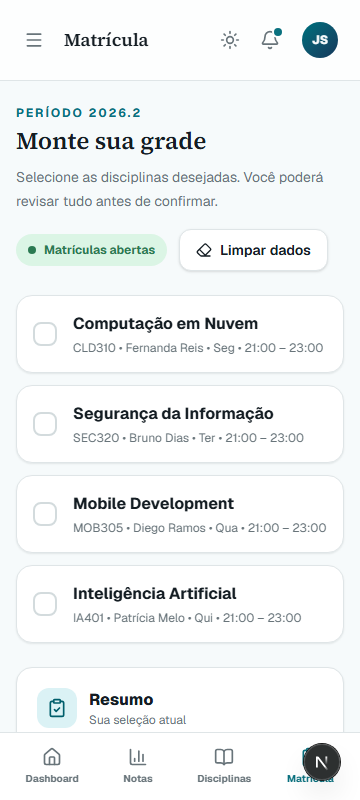 Matrícula
JS
PERÍODO 2026.2
Monte sua grade
Selecione as disciplinas desejadas. Você poderá
revisar tudo antes de confirmar.
Matrículas abertas
Limpar dados
Computação em Nuvem
CLD310 • Fernanda Reis • Seg • 21:00 – 23:00
Segurança da Informação
SEC320 • Bruno Dias • Ter • 21:00 – 23:00
Mobile Development
MOB305 • Diego Ramos • Qua • 21:00 – 23:00
Inteligência Artificial
IA401 • Patrícia Melo • Qui • 21:00 – 23:00
Resumo
Sua seleção atual
N
Dashboard Notas Disciplinas Matrícula